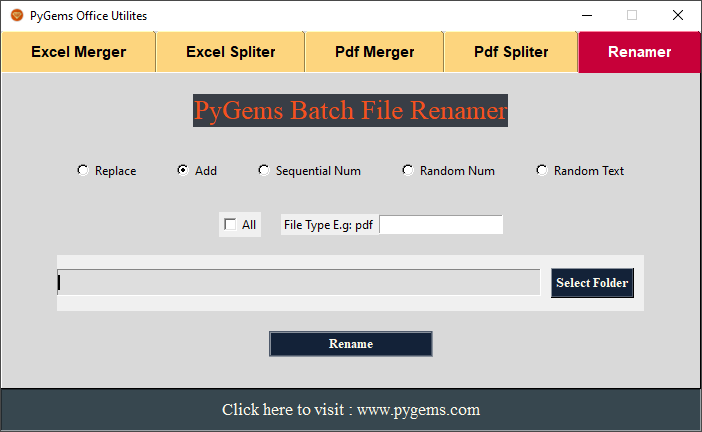 PyGems Office Utilites
Excel Merger Excel Spliter Pdf Merger Pdf Spliter Renamer
PyGems Batch File Renamer
Replace Add Sequential Num Random Num Random Text
All File Type E.g: pdf
Select Folder
Rename
Click here to visit : www.pygems.com